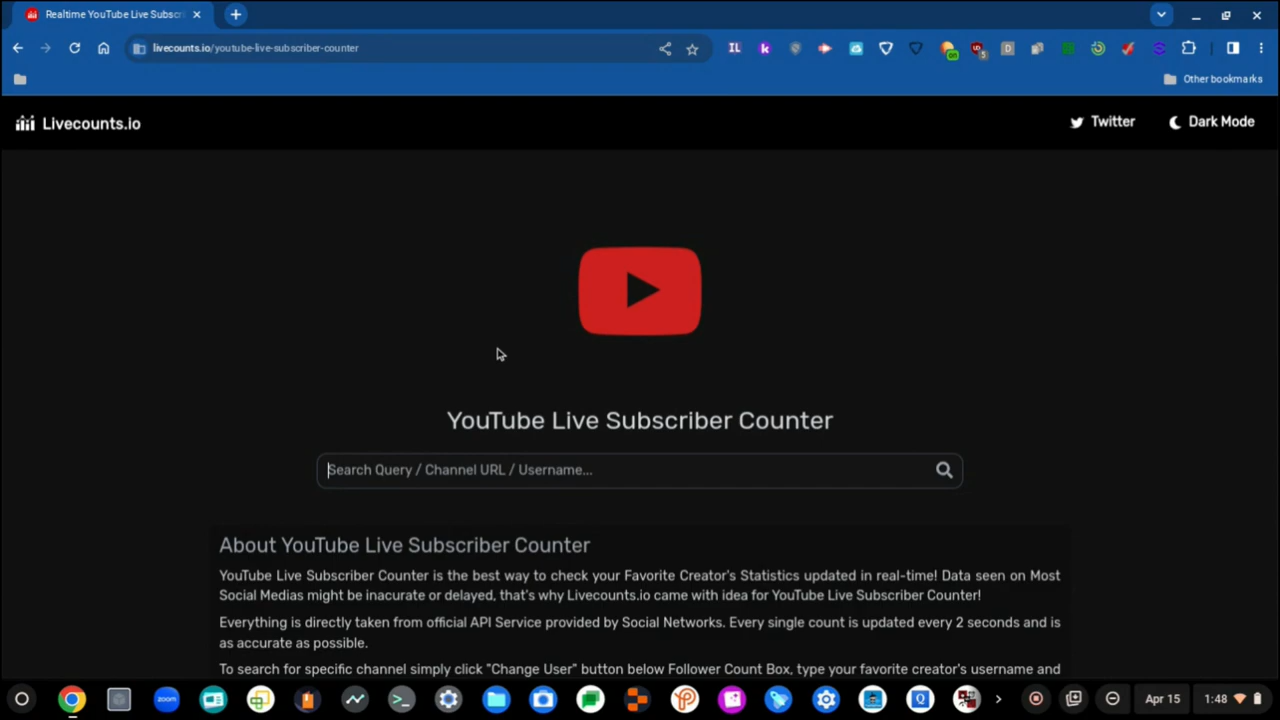 Realtime YouTube Live Subscri
livecounts.io/youtube-live-subscriber-counter
Other bookmarks
Livecounts.io
Twitter
Dark Mode
YouTube Live Subscriber Counter
Search Query / Channel URL / Username...
About YouTube Live Subscriber Counter
YouTube Live Subscriber Counter is the best way to check your Favorite Creator's Statistics updated in real-time! Data seen on Most
Social Medias might be inacurate or delayed, that's why Livecounts.io came with idea for YouTube Live Subscriber Counter!
Everything is directly taken from official API Service provided by Social Networks. Every single count is updated every 2 seconds and is
as accurate as possible.
To search for specific channel simply click "Change User" button below Follower Count Box, type your favorite creator's username and
zoom
Apr 15
1:48